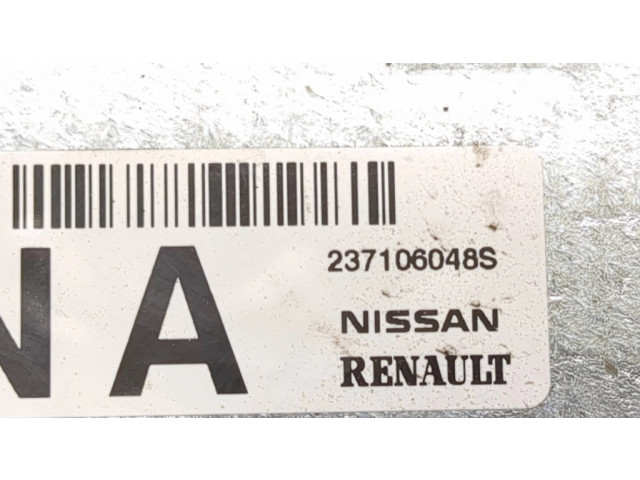 237106048S
NA
NISSAN
RENAULT